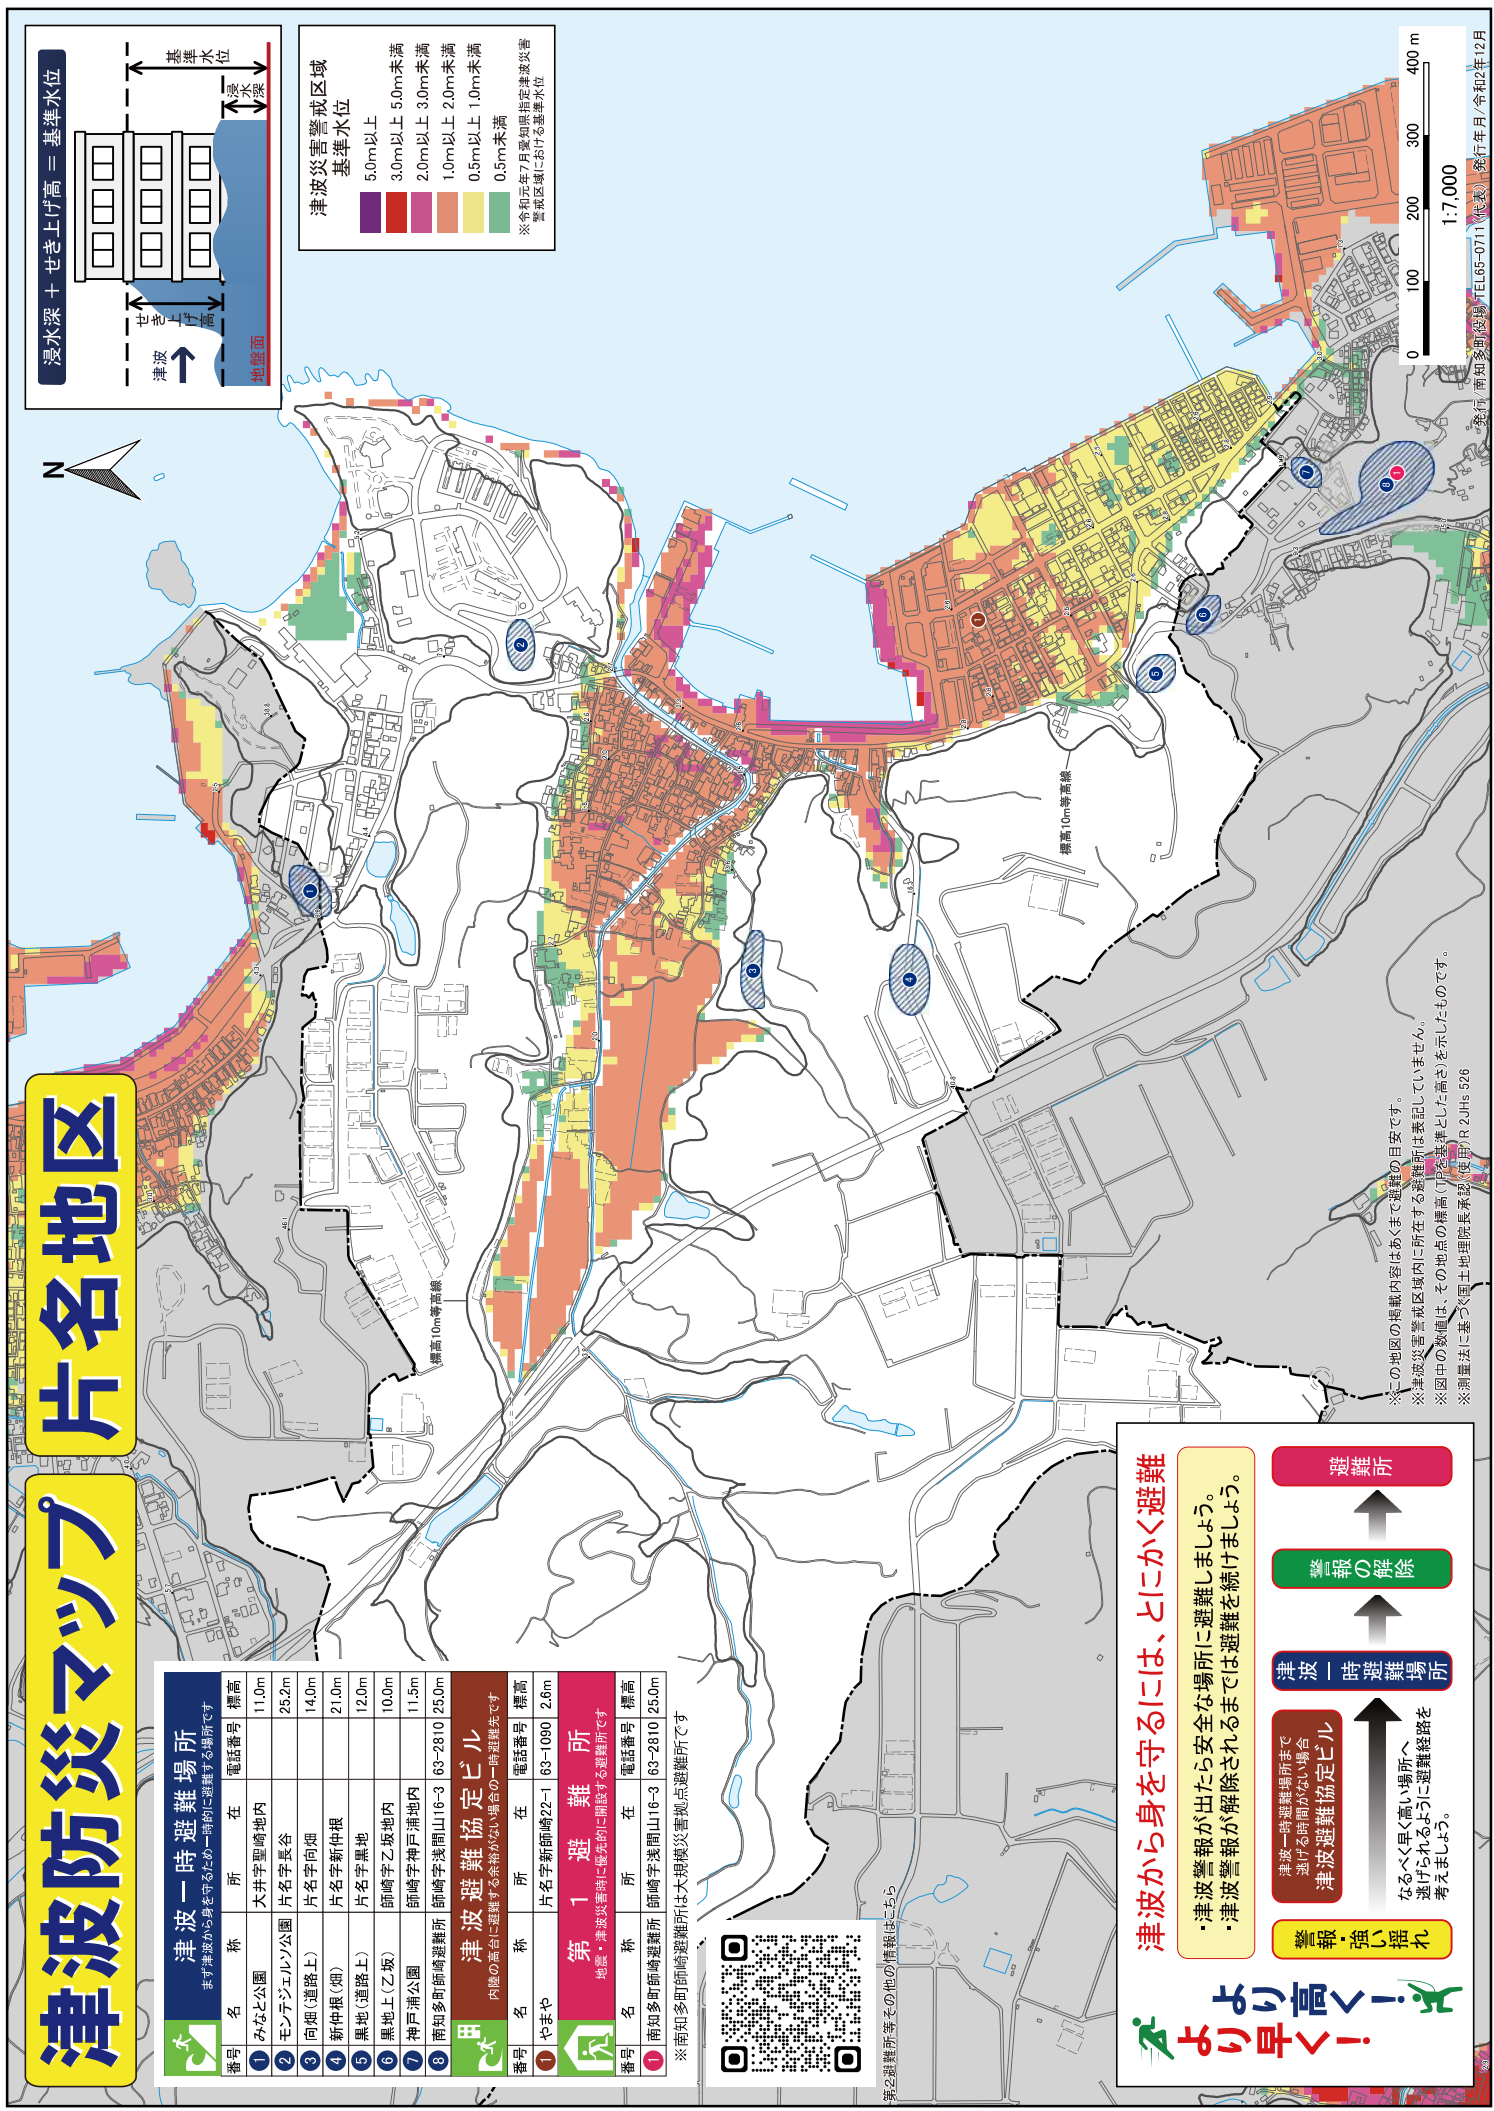 津波防災マップ
片名地区
津波一時避難場所
まず津波から身を守るため一時的に避難する場所です
番号 名称 所在 電話番号 標高
1 みなと公園 大井字聖崎地内 11.0m
2 モンテジェルソ公園 片名字長谷 25.2m
3 向畑(道路上) 片名字向畑 14.0m
4 新仲根(畑) 片名字新仲根 21.0m
5 黒地(道路上) 片名字黒地 12.0m
6 黒地上(乙坂) 師崎字乙坂地内 10.0m
7 神戸浦公園 師崎字神戸浦地内 11.5m
8 南知多町師崎避難所 師崎字浅間山16-3 63-2810 25.0m
津波避難協定ビル
内陸の高台に避難する余裕がない場合の一時避難先です
番号 名称 所在 電話番号 標高
1 やまや 片名字新師崎22-1 63-1090 2.6m
第1避難所
地震・津波災害時に優先的に開設する避難所です
番号 名称 所在 電話番号 標高
1 南知多町師崎避難所 師崎字浅間山16-3 63-2810 25.0m
※南知多町師崎避難所は大規模災害拠点避難所です
第2避難所等その他の情報はこちら
浸水深 + せき上げ高 = 基準水位
津波
せき上げ高
基準水位
浸水深
地盤面
N
津波災害警戒区域
基準水位
5.0m以上
3.0m以上 5.0m未満
2.0m以上 3.0m未満
1.0m以上 2.0m未満
0.5m以上 1.0m未満
0.5m未満
※令和元年7月愛知県指定津波災害
警戒区域における基準水位
標高10m等高線
標高10m等高線
1
2
3
4
5
6
7
8
1
1
0 100 200 300 400 m
1:7,000
発行/南知多町役場/TEL65-0711(代表) 発行年月/令和2年12月
※この地図の掲載内容はあくまで避難の目安です。
※津波災害警戒区域内に所在する避難所は表記していません。
※図中の数値は、その地点の標高(T.P.を基準とした高さ)を示したものです。
※測量法に基づく国土地理院長承認(使用)R 2JHs 526
津波から身を守るには、とにかく避難
・津波警報が出たら安全な場所に避難しましょう。
・津波警報が解除されるまでは避難を続けましょう。
より早く!
より高く!
警報・強い揺れ
津波一時避難場所まで
逃げる時間がない場合
津波避難協定ビル
なるべく早く高い場所へ
逃げられるように避難経路を
考えましょう。
津波一時避難場所
警報の解除
避難所